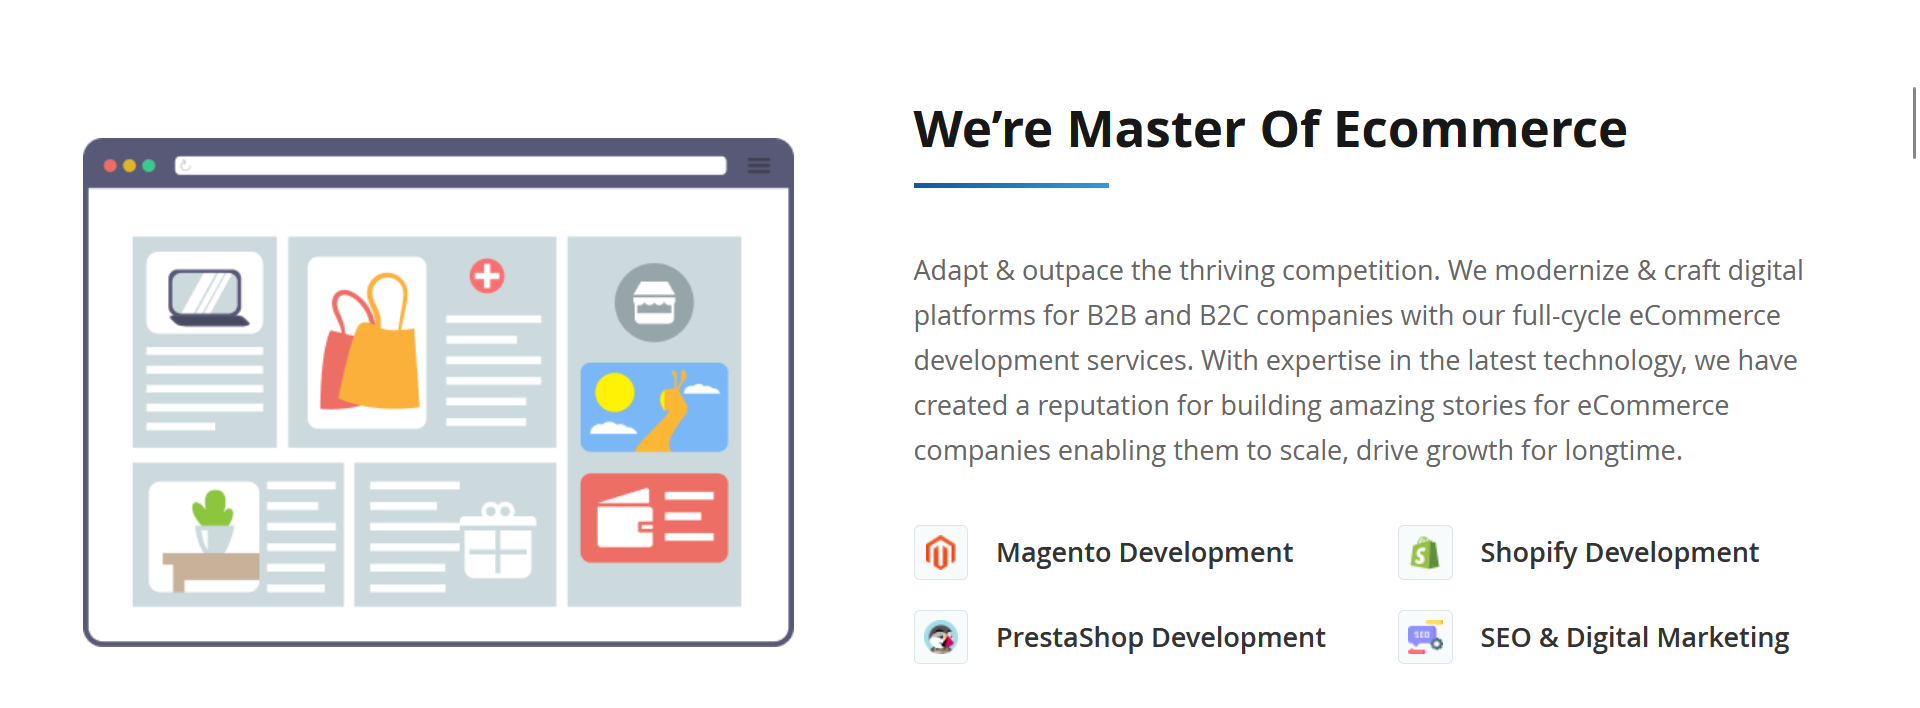 We’re Master Of Ecommerce
Adapt & outpace the thriving competition. We modernize & craft digital
platforms for B2B and B2C companies with our full-cycle eCommerce
development services. With expertise in the latest technology, we have
created a reputation for building amazing stories for eCommerce
companies enabling them to scale, drive growth for longtime.
Magento Development
Shopify Development
PrestaShop Development
SEO
SEO & Digital Marketing